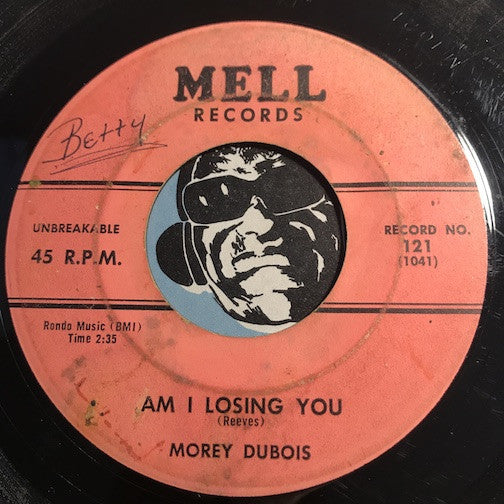 MELL
RECORDS
Betty
UNBREAKABLE
45 R.P.M.
RECORD NO.
121
(1041)
Rondo Music (BMI)
Time 2:35
AM I LOSING YOU
(Reeves)
MOREY DUBOIS